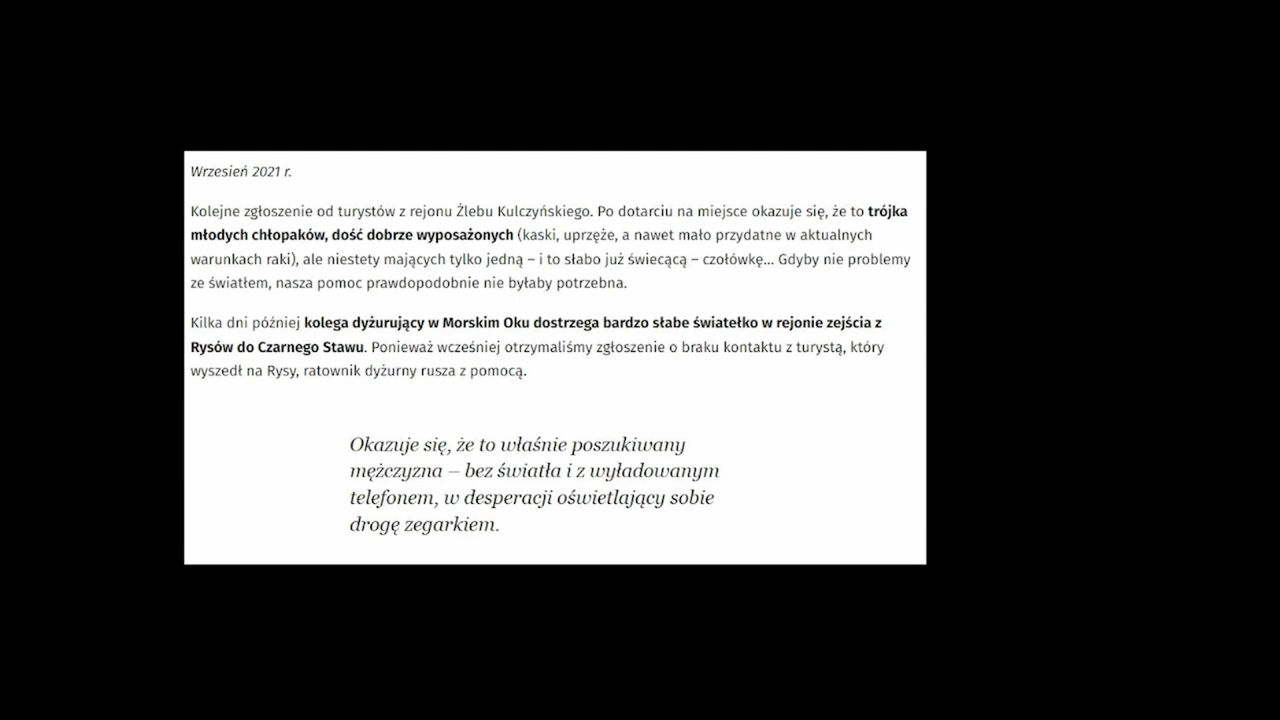 Wrzesień 2021 r.
Kolejne zgłoszenie od turystów z rejonu Żlebu Kulczyńskiego. Po dotarciu na miejsce okazuje się, że to trójka
młodych chłopaków, dość dobrze wyposażonych (kaski, uprzęże, a nawet mało przydatne w aktualnych
warunkach raki), ale niestety mających tylko jedną – i to słabo już świecącą – czołówkę... Gdyby nie problemy
ze światłem, nasza pomoc prawdopodobnie nie byłaby potrzebna.
Kilka dni później kolega dyżurujący w Morskim Oku dostrzega bardzo słabe światełko w rejonie zejścia z
Rysów do Czarnego Stawu. Ponieważ wcześniej otrzymaliśmy zgłoszenie o braku kontaktu z turystą, który
wyszedł na Rysy, ratownik dyżurny rusza z pomocą.
Okazuje się, że to właśnie poszukiwany
mężczyzna – bez światła i z wyładowanym
telefonem, w desperacji oświetlający sobie
drogę zegarkiem.